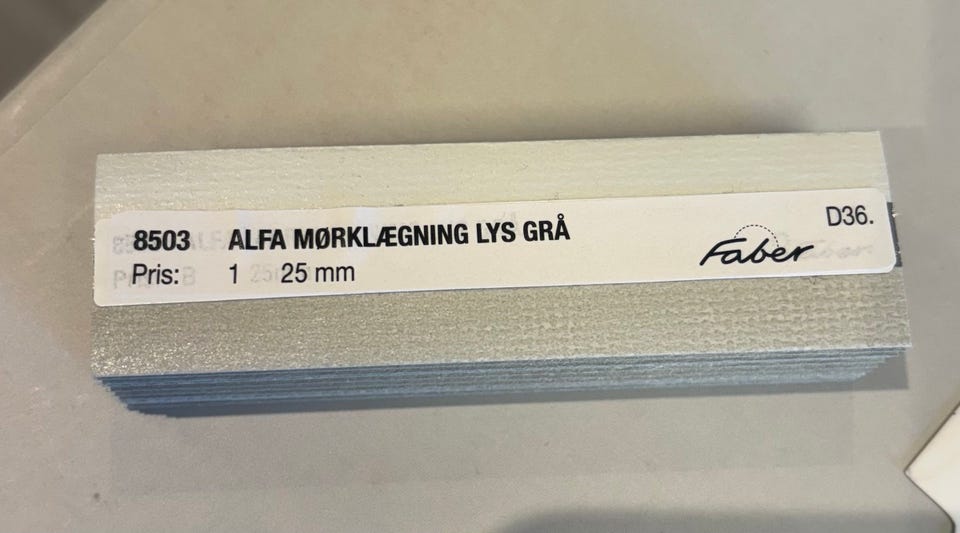 8503 ALFA MØRKLÆGNING LYS GRÅ
Pris: 1 25 mm
Faber
D36.